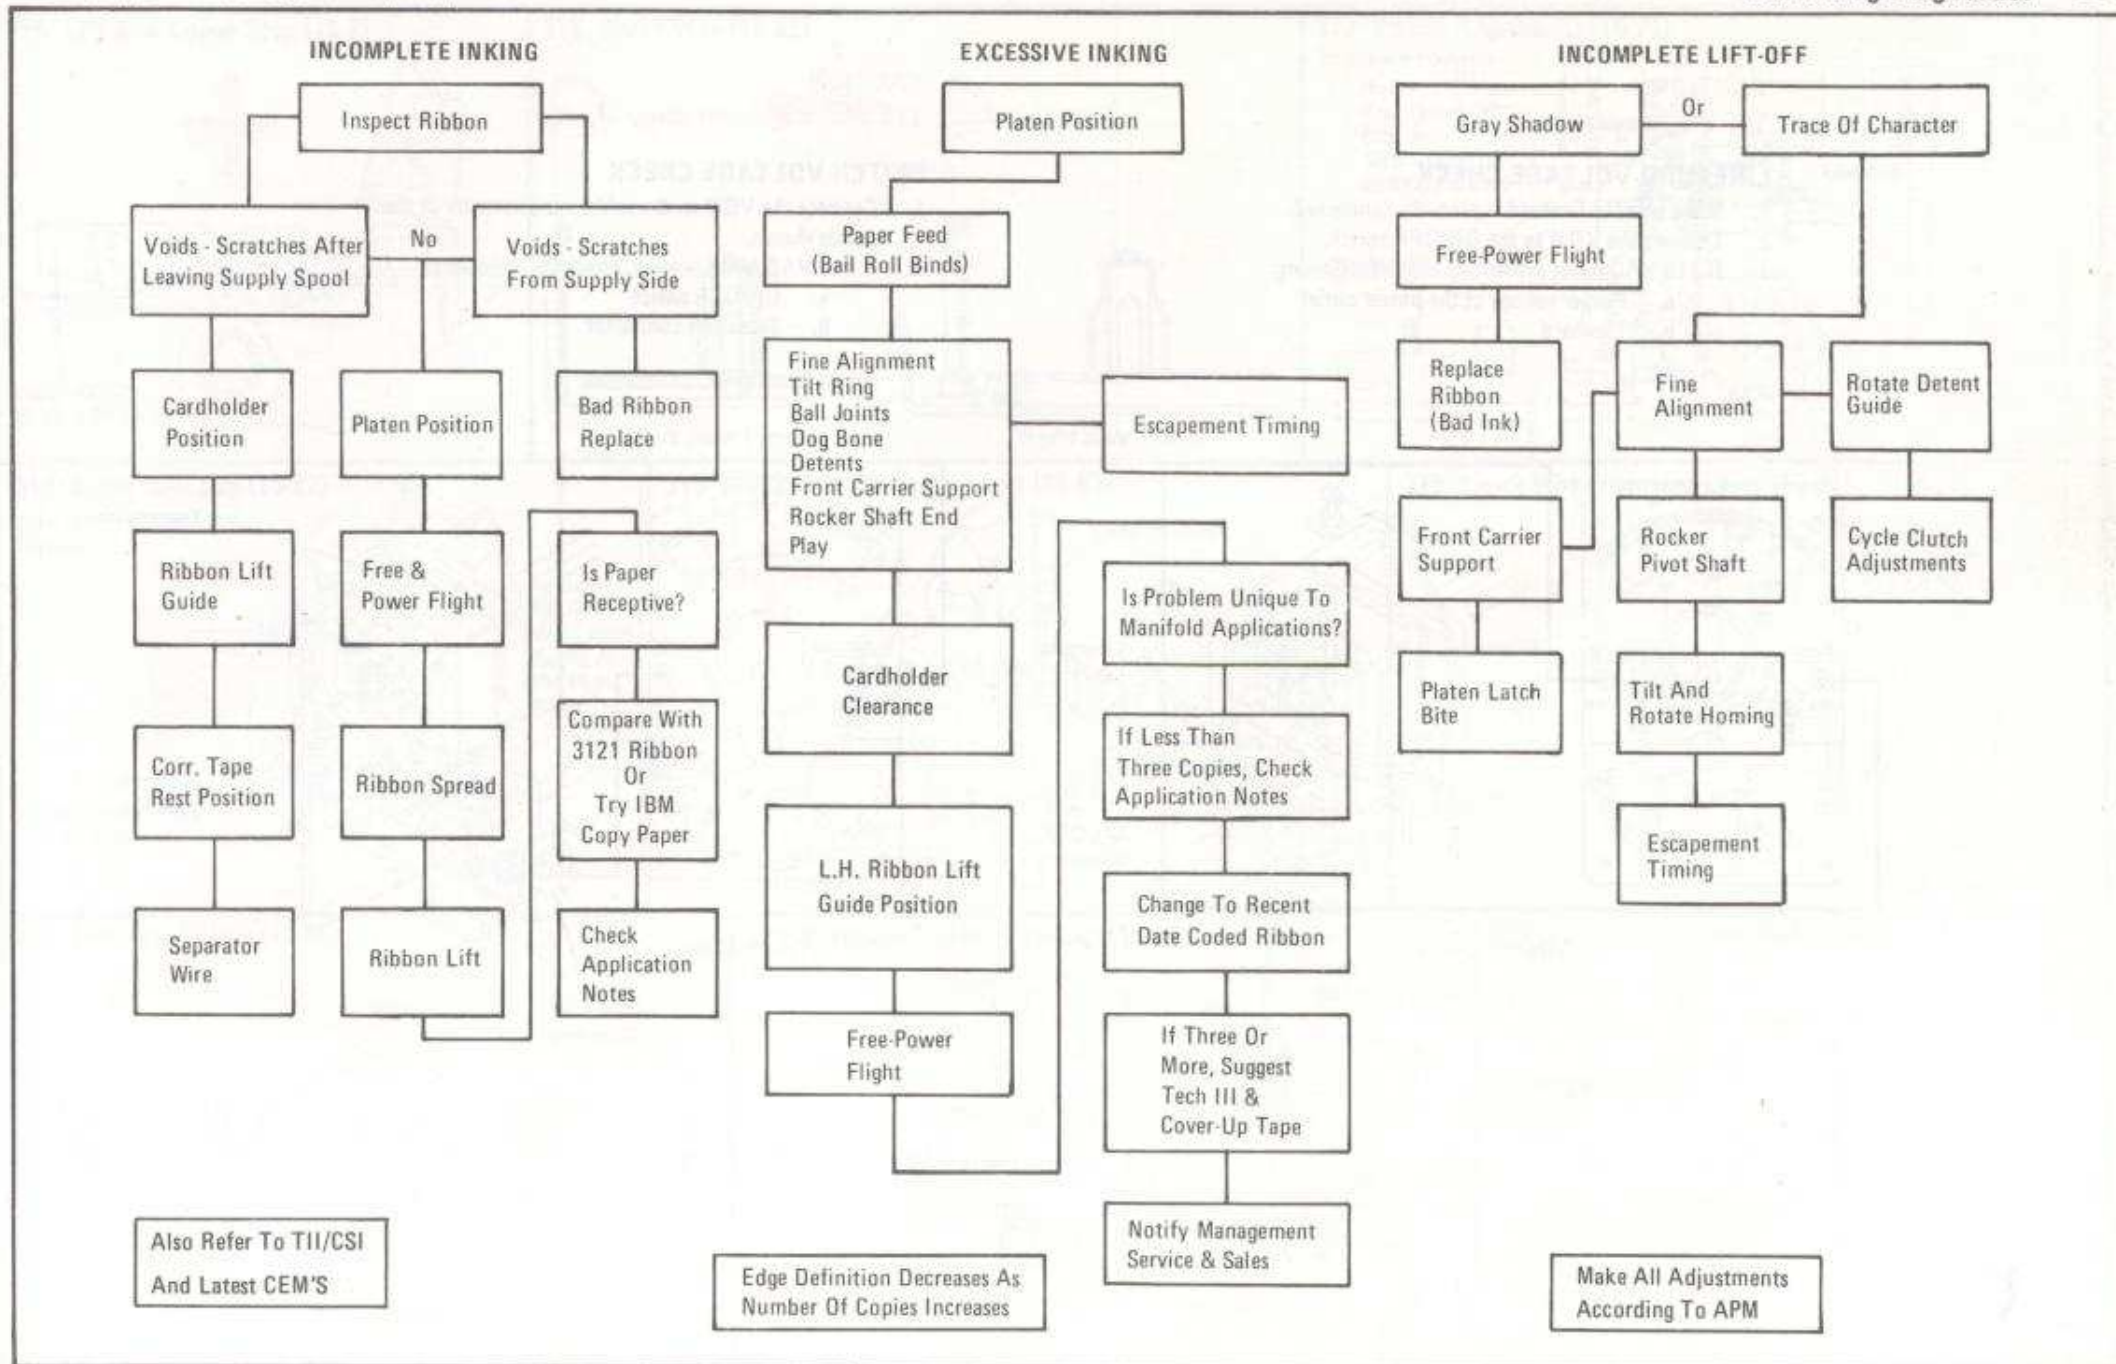 INCOMPLETE INKING
Inspect Ribbon
Voids - Scratches After
Leaving Supply Spool
No
Voids - Scratches
From Supply Side
Cardholder
Position
Platen Position
Bad Ribbon
Replace
Ribbon Lift
Guide
Free &
Power Flight
Is Paper
Receptive?
Corr. Tape
Rest Position
Ribbon Spread
Compare With
3121 Ribbon
Or
Try IBM
Copy Paper
Separator
Wire
Ribbon Lift
Check
Application
Notes
Also Refer To TII/CSI
And Latest CEM'S
EXCESSIVE INKING
Platen Position
Paper Feed
(Bail Roll Binds)
Fine Alignment
Tilt Ring
Ball Joints
Dog Bone
Detents
Front Carrier Support
Rocker Shaft End
Play
Escapement Timing
Cardholder
Clearance
L.H. Ribbon Lift
Guide Position
Free-Power
Flight
Is Problem Unique To
Manifold Applications?
If Less Than
Three Copies, Check
Application Notes
Change To Recent
Date Coded Ribbon
If Three Or
More, Suggest
Tech III &
Cover-Up Tape
Notify Management
Service & Sales
Edge Definition Decreases As
Number Of Copies Increases
INCOMPLETE LIFT-OFF
Gray Shadow
Or
Trace Of Character
Free-Power Flight
Replace
Ribbon
(Bad Ink)
Fine
Alignment
Rotate Detent
Guide
Front Carrier
Support
Rocker
Pivot Shaft
Cycle Clutch
Adjustments
Platen Latch
Bite
Tilt And
Rotate Homing
Escapement
Timing
Make All Adjustments
According To APM